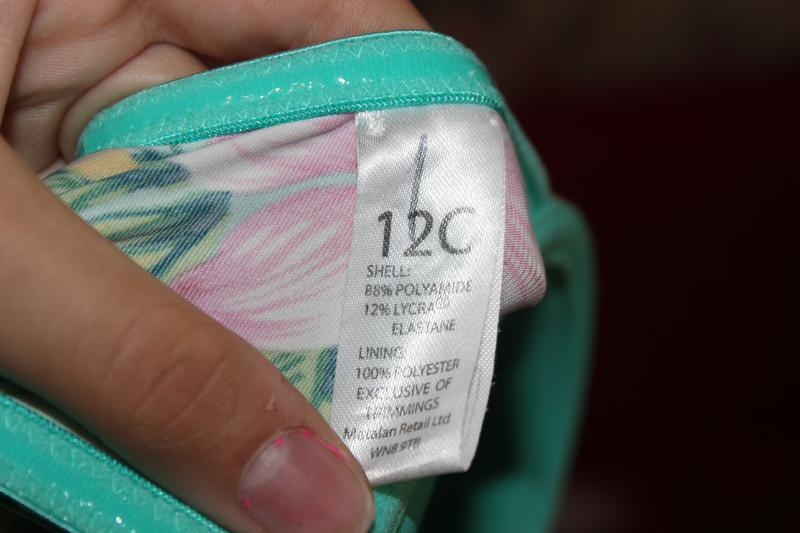 12C
SHELL:
88% POLYAMIDE
12% LYCRA®
ELASTANE
LINING:
100% POLYESTER
EXCLUSIVE OF
TRIMMINGS
Matalan Retail Ltd
WN8 9TB